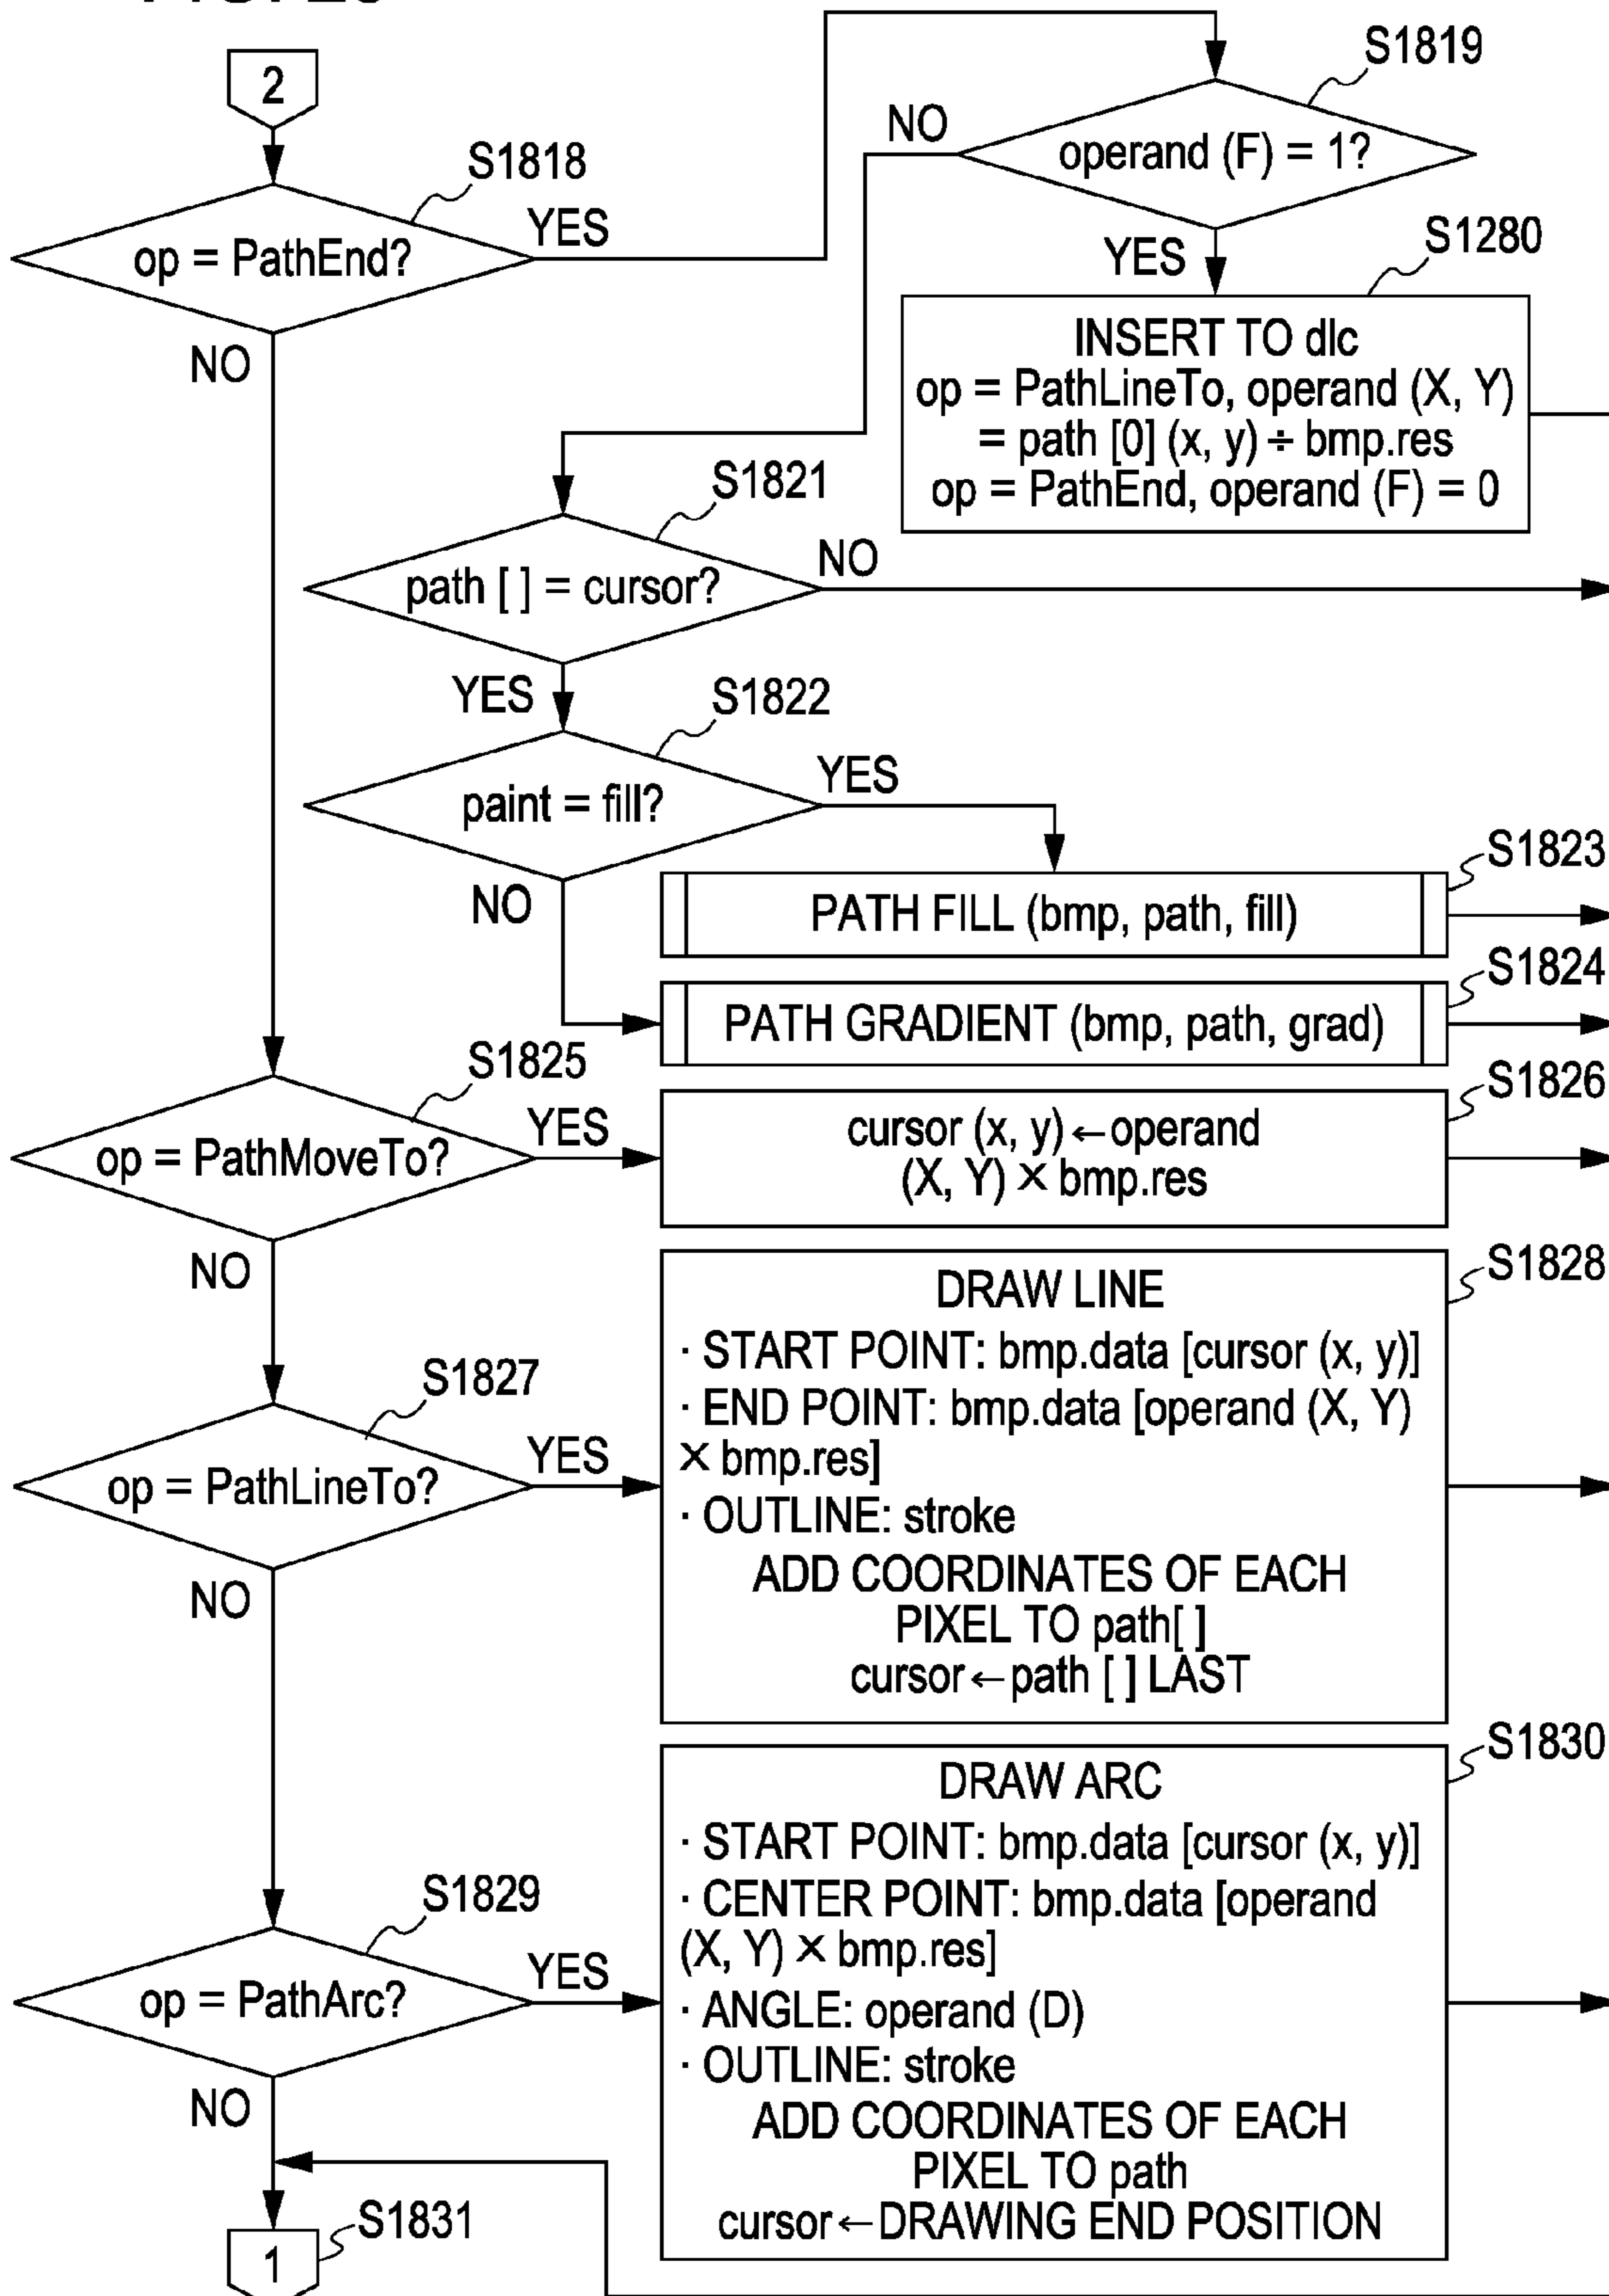 2
S1818
op = PathEnd?
YES
NO
S1819
operand (F) = 1?
NO
YES
S1280
INSERT TO dlc
op = PathLineTo, operand (X, Y)
= path [0] (x, y) ÷ bmp.res
op = PathEnd, operand (F) = 0
S1821
path [ ] = cursor?
NO
YES
S1822
paint = fill?
YES
NO
S1823
PATH FILL (bmp, path, fill)
S1824
PATH GRADIENT (bmp, path, grad)
S1825
op = PathMoveTo?
YES
NO
S1826
cursor (x, y) ← operand
(X, Y) × bmp.res
S1827
op = PathLineTo?
YES
NO
S1828
DRAW LINE
· START POINT: bmp.data [cursor (x, y)]
· END POINT: bmp.data [operand (X, Y)
× bmp.res]
· OUTLINE: stroke
ADD COORDINATES OF EACH
PIXEL TO path[ ]
cursor ← path [ ] LAST
S1829
op = PathArc?
YES
NO
S1830
DRAW ARC
· START POINT: bmp.data [cursor (x, y)]
· CENTER POINT: bmp.data [operand
(X, Y) × bmp.res]
· ANGLE: operand (D)
· OUTLINE: stroke
ADD COORDINATES OF EACH
PIXEL TO path
cursor ← DRAWING END POSITION
S1831
1